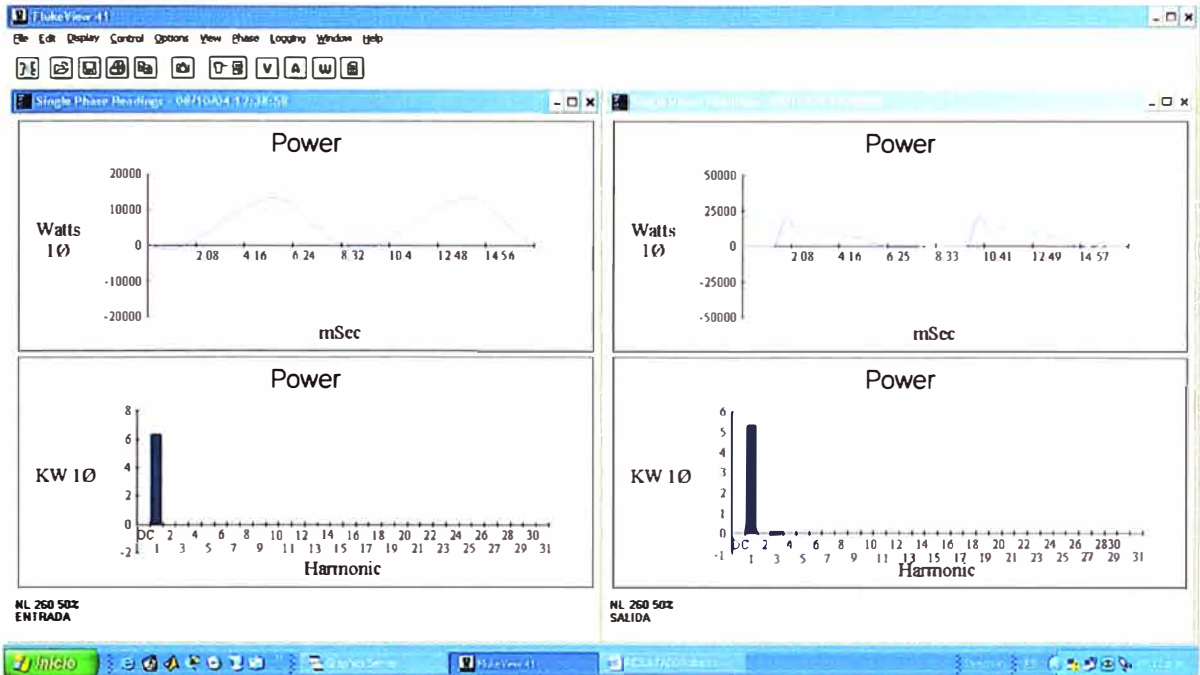 FlukeView 41
File Edit Display Control Options View Phase Logging Window Help
V A W
Single Phase Readings - 08/10/04 17:38:58
Power
20000
10000
0
-10000
-20000
Watts
1Ø
2.08 4.16 6.24 8.32 10.4 12.48 14.56
mSec
Power
8
6
4
2
0
-2
KW 1Ø
DC 2 4 6 8 10 12 14 16 18 20 22 24 26 28 30
1 3 5 7 9 11 13 15 17 19 21 23 25 27 29 31
Harmonic
NL 260 50%
ENTRADA
Power
50000
25000
0
-25000
-50000
Watts
1Ø
2.08 4.16 6.25 8.33 10.41 12.49 14.57
mSec
Power
6
5
4
3
2
1
0
-1
KW 1Ø
DC 2 4 6 8 10 12 14 16 18 20 22 24 26 2830
1 3 5 7 9 11 13 15 17 19 21 23 25 27 29 31
Harmonic
NL 260 50%
SALIDA
Inicio
FlukeView 41